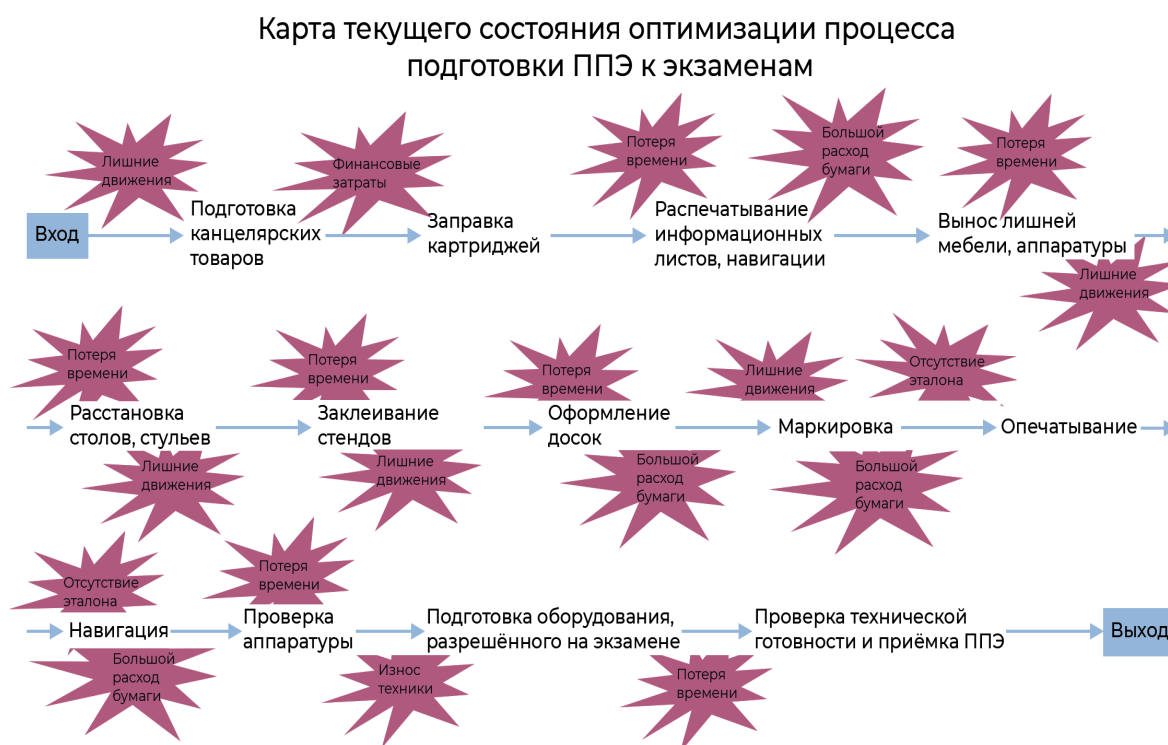 Карта текущего состояния оптимизации процесса
подготовки ППЭ к экзаменам
Лишние
движения
Финансовые
затраты
Потеря
времени
Большой
расход
бумаги
Потеря
времени
Вход
Подготовка
канцелярских
товаров
Заправка
картриджей
Распечатывание
информационных
листов, навигации
Вынос лишней
мебели, аппаратуры
Лишние
движения
Потеря
времени
Потеря
времени
Потеря
времени
Лишние
движения
Отсутствие
эталона
Расстановка
столов, стульев
Заклеивание
стендов
Оформление
досок
Маркировка
Опечатывание
Лишние
движения
Лишние
движения
Большой
расход
бумаги
Большой
расход
бумаги
Отсутствие
эталона
Потеря
времени
Навигация
Проверка
аппаратуры
Подготовка оборудования,
разрешённого на экзамене
Проверка технической
готовности и приёмка ППЭ
Выход
Большой
расход
бумаги
Износ
техники
Потеря
времени